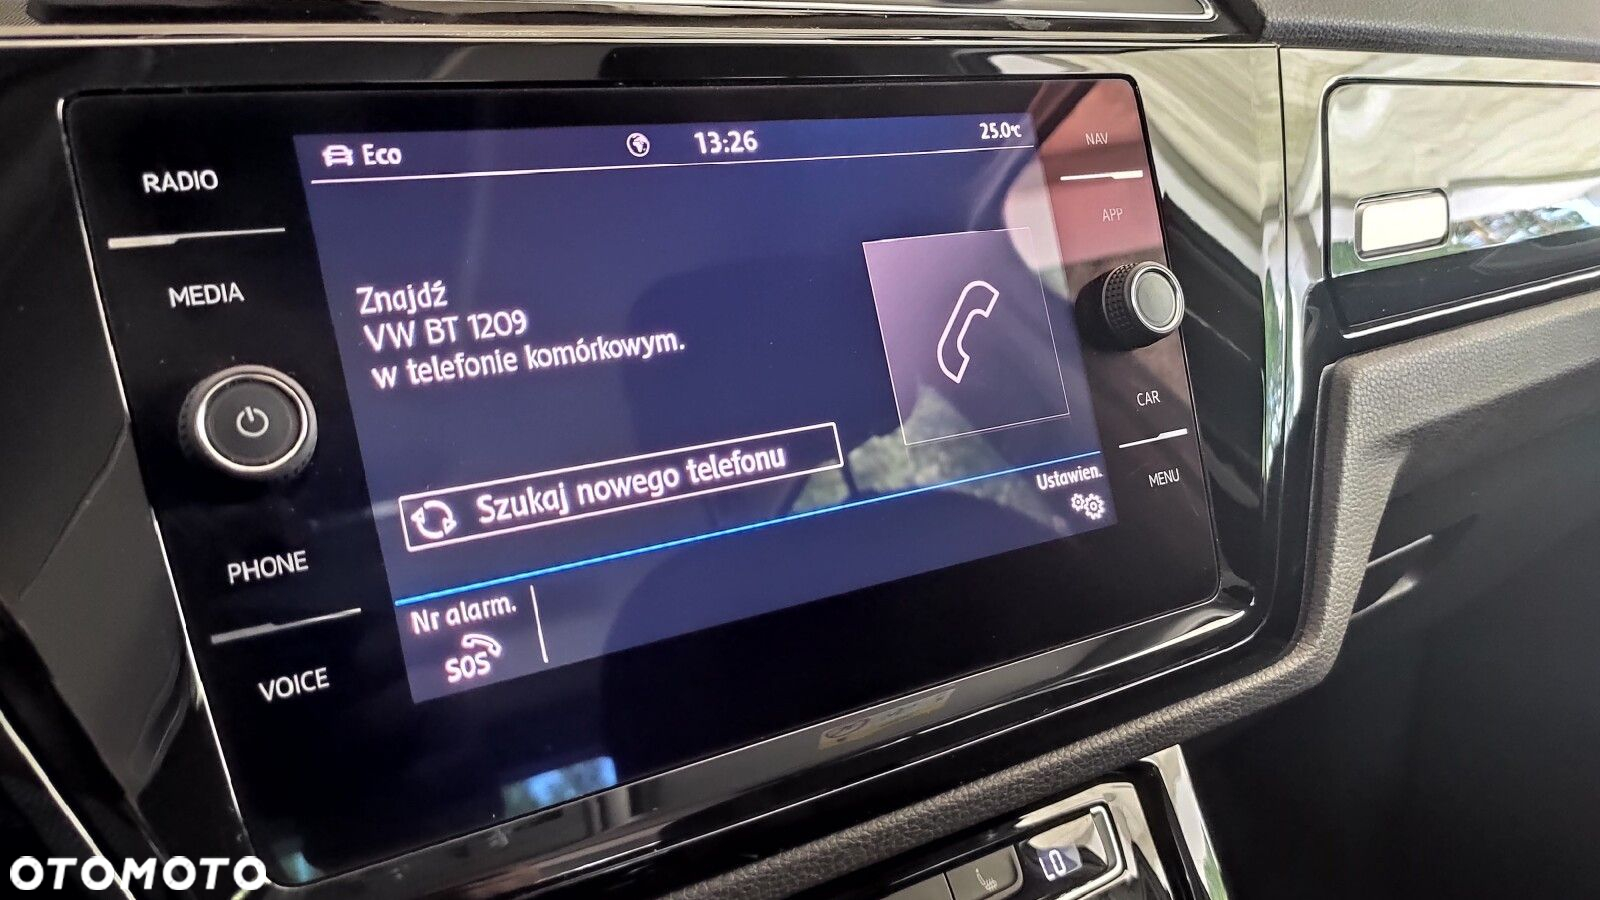 Eco
13:26
25.0°C
RADIO
MEDIA
PHONE
VOICE
NAV
APP
CAR
MENU
Znajdź
VW BT 1209
w telefonie komórkowym.
Szukaj nowego telefonu
Ustawien.
Nr alarm.
SOS
LO
OTOMOTO